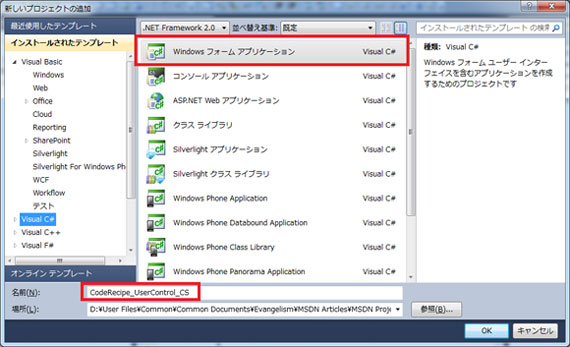 新しいプロジェクトの追加
最近使用したテンプレート
インストールされたテンプレート
Visual Basic
Windows
Web
Office
Cloud
Reporting
SharePoint
Silverlight
Silverlight For Windows Ph
WCF
Workflow
テスト
Visual C#
Visual C++
Visual F#
オンライン テンプレート
.NET Framework 2.0
並べ替え基準:
既定
Windows フォーム アプリケーション Visual C#
コンソール アプリケーション Visual C#
ASP.NET Web アプリケーション Visual C#
クラス ライブラリ Visual C#
Silverlight アプリケーション Visual C#
Silverlight クラス ライブラリ Visual C#
Windows Phone Application Visual C#
Windows Phone Databound Application Visual C#
Windows Phone Class Library Visual C#
Windows Phone Panorama Application Visual C#
インストールされたテンプレート の検索
種類: Visual C#
Windows フォーム ユーザー インター
フェイスを含むアプリケーションを作成
するためのプロジェクトです
名前(N):
CodeRecipe_UserControl_CS
場所(L):
D:¥User Files¥Common¥Common Documents¥Evangelism¥MSDN Articles¥MSDN Proje
参照(B)...
OK
キャンセル